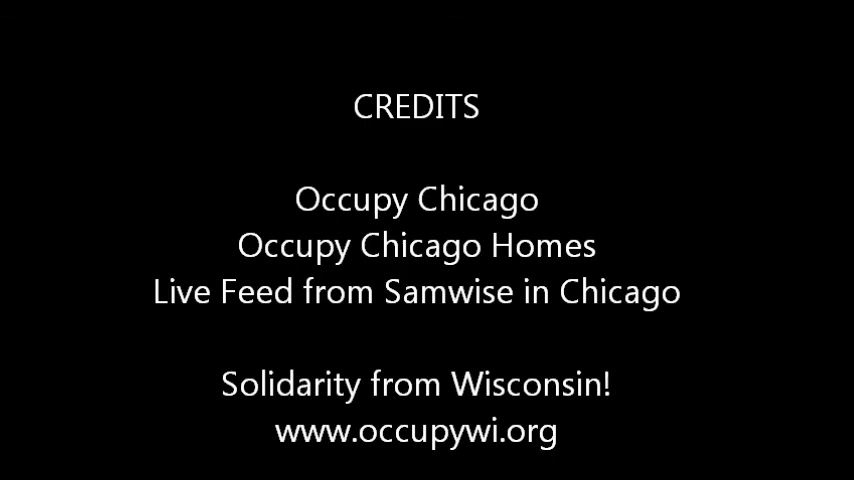 CREDITS
Occupy Chicago
Occupy Chicago Homes
Live Feed from Samwise in Chicago
Solidarity from Wisconsin!
www.occupywi.org